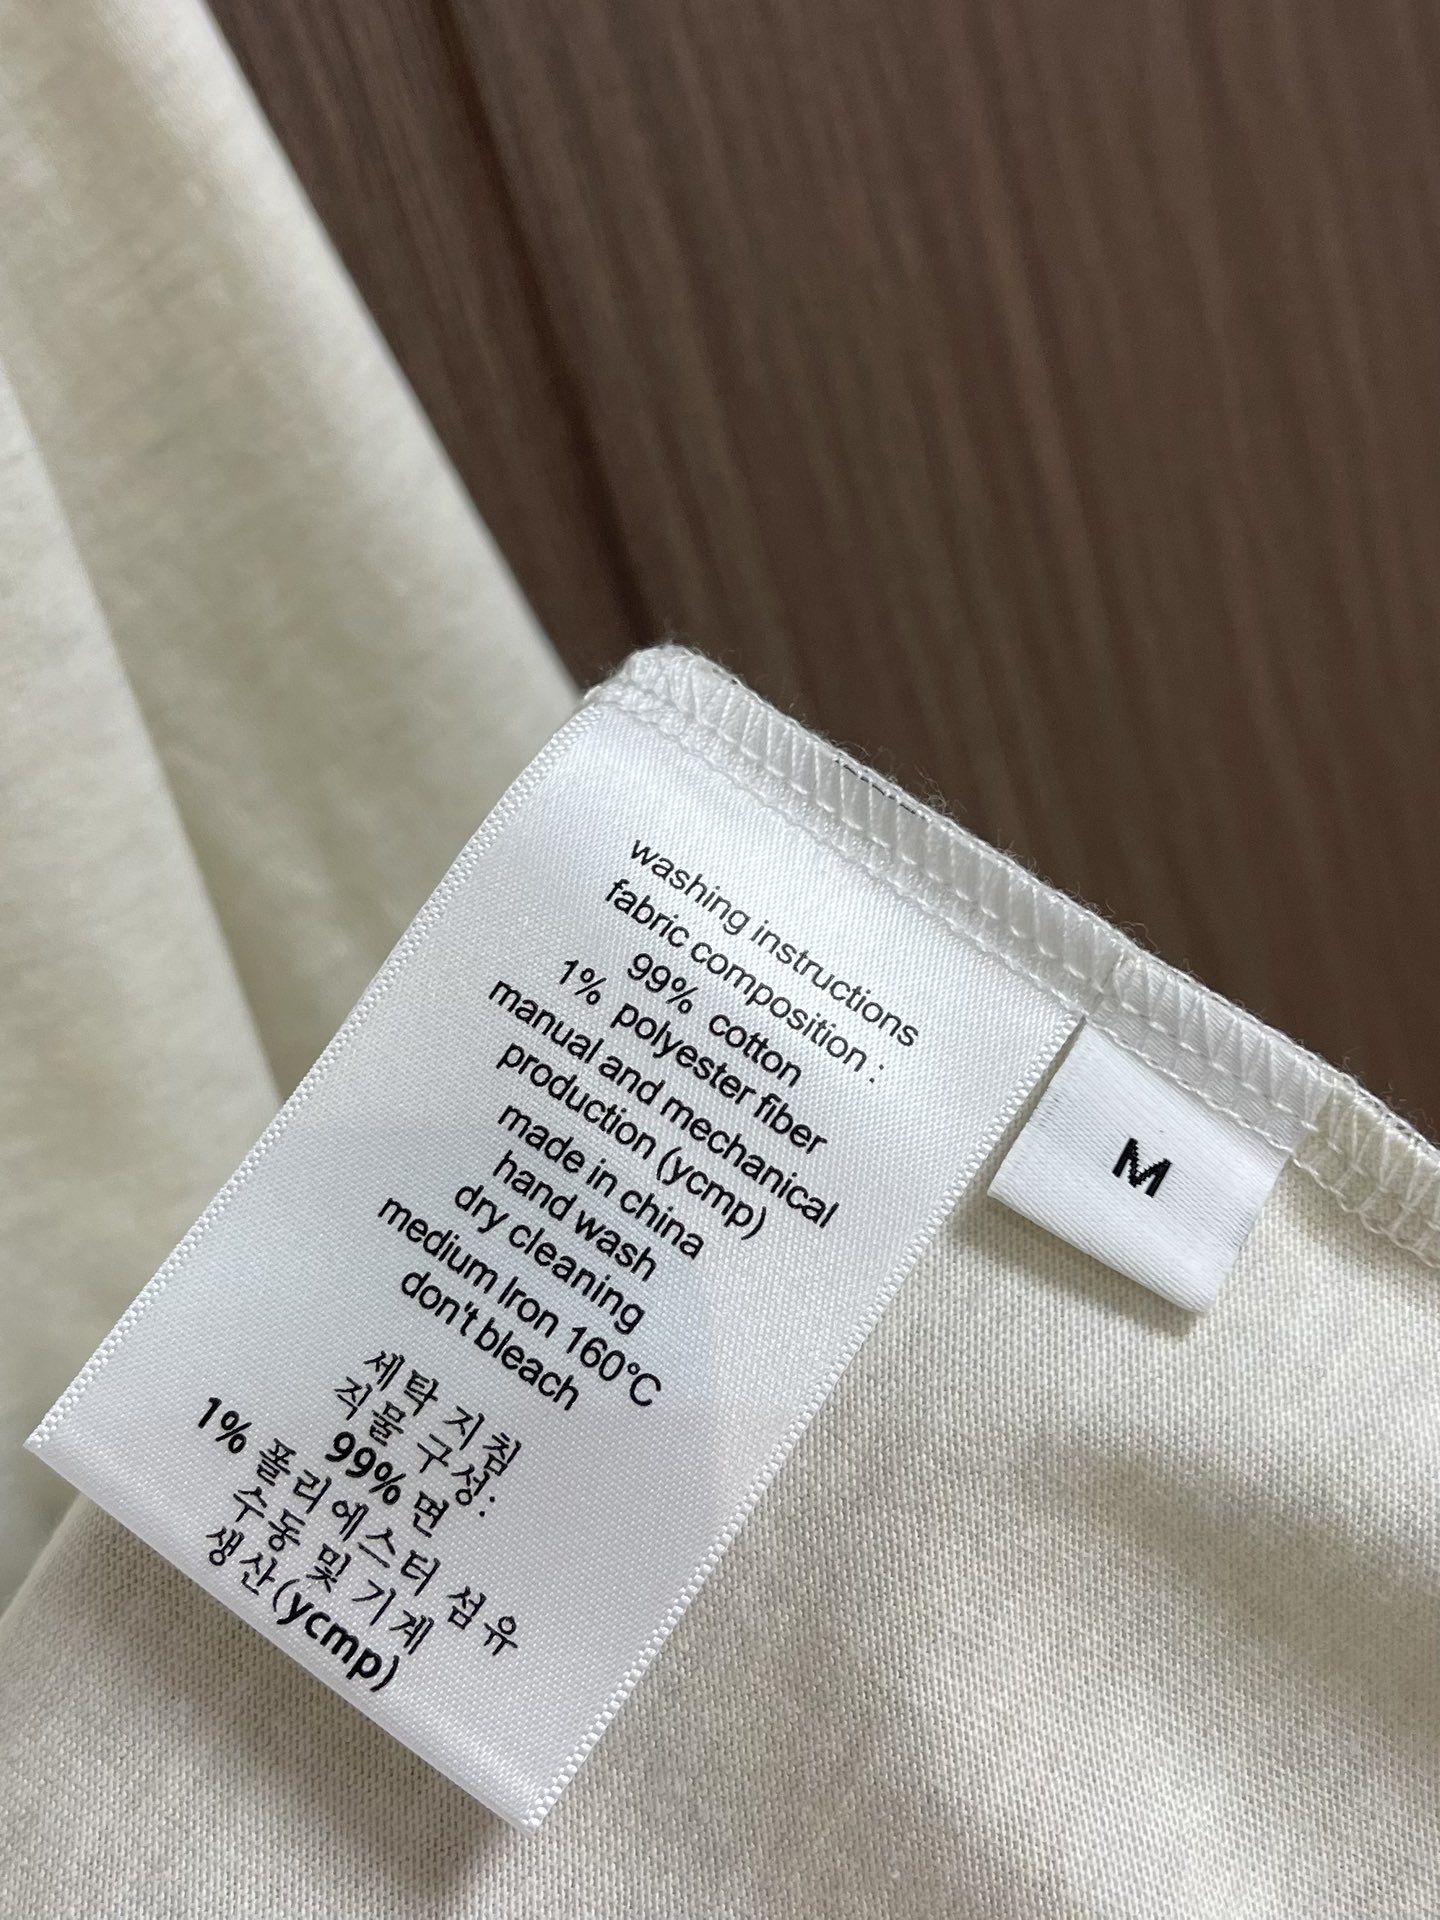 washing instructions
fabric composition :
99% cotton
1% polyester fiber
manual and mechanical
production (ycmp)
made in china
hand wash
dry cleaning
medium Iron 160°C
don't bleach
세탁 지침
직물 구성:
99% 면
1% 폴리에스터 섬유
수동 및 기계
생산(ycmp)
M